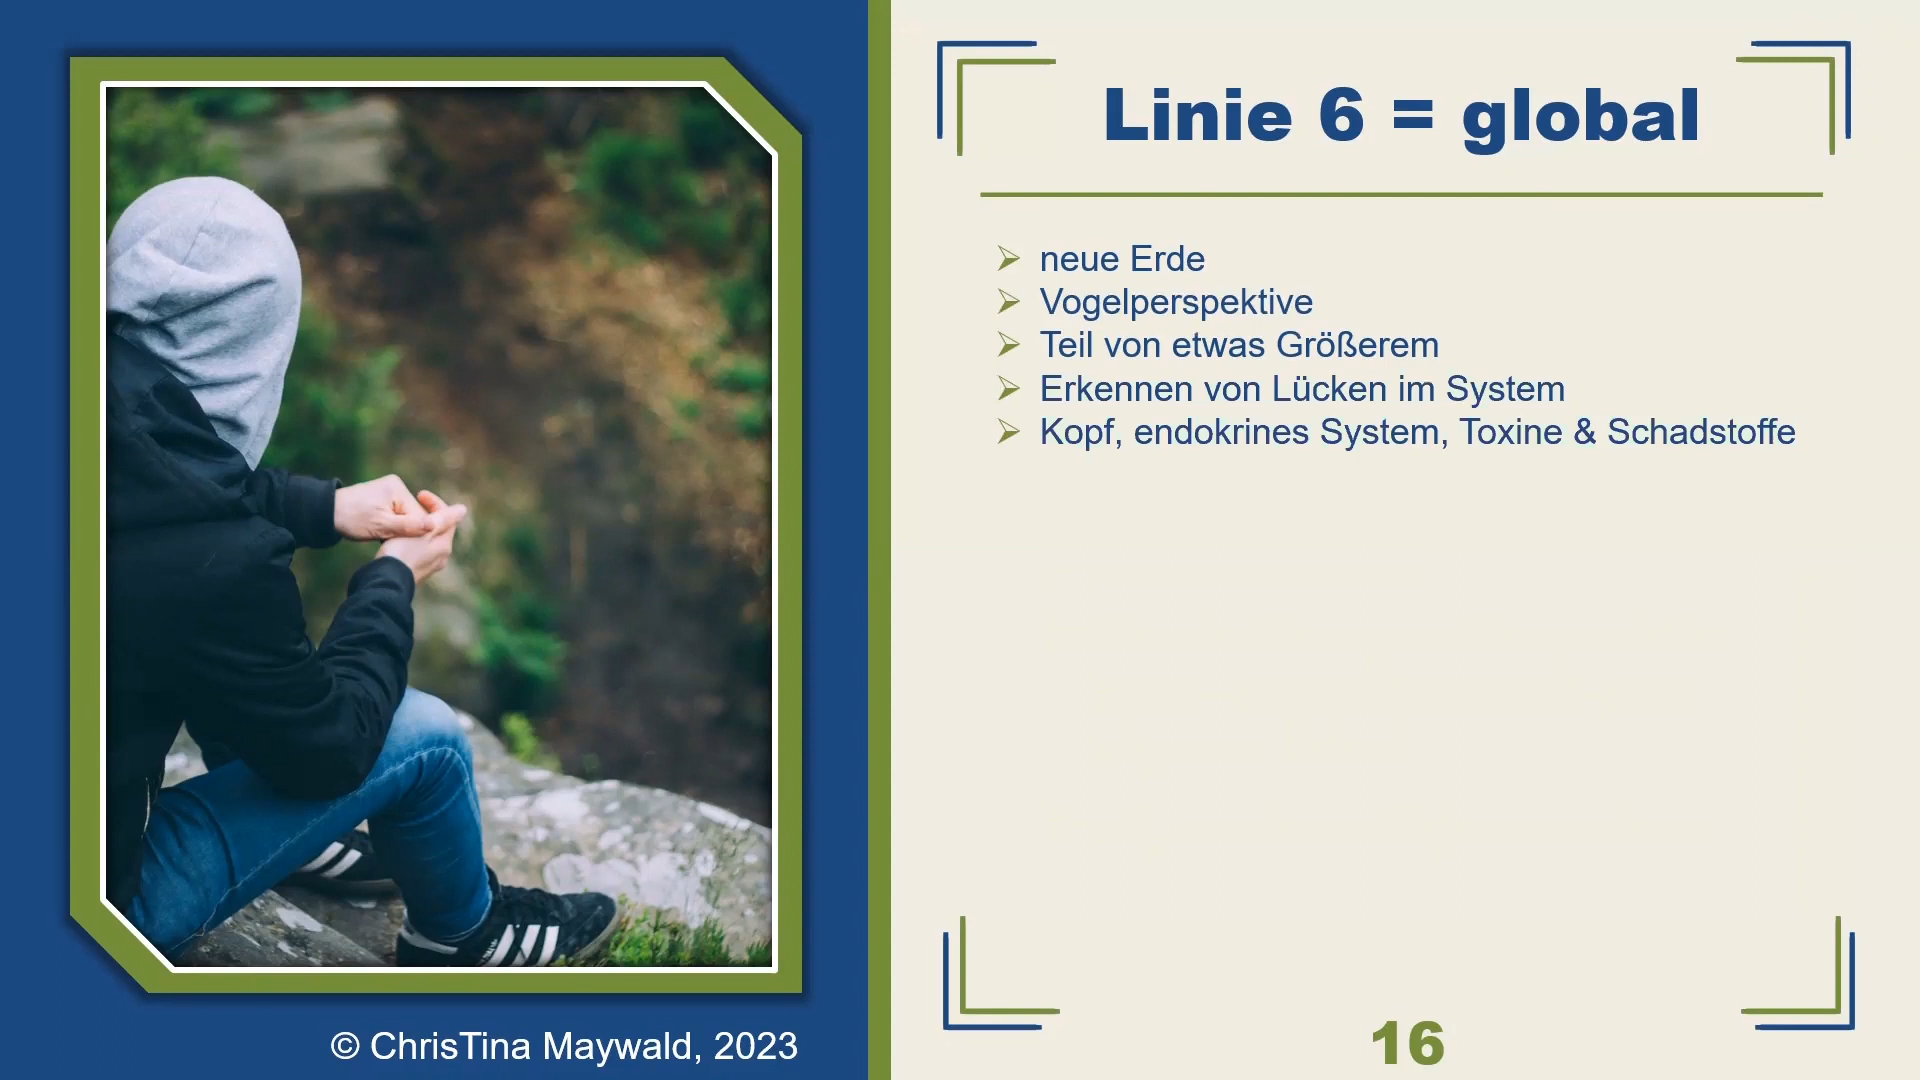 Linie 6 = global
neue Erde
Vogelperspektive
Teil von etwas Größerem
Erkennen von Lücken im System
Kopf, endokrines System, Toxine & Schadstoffe
© ChrisTina Maywald, 2023
16